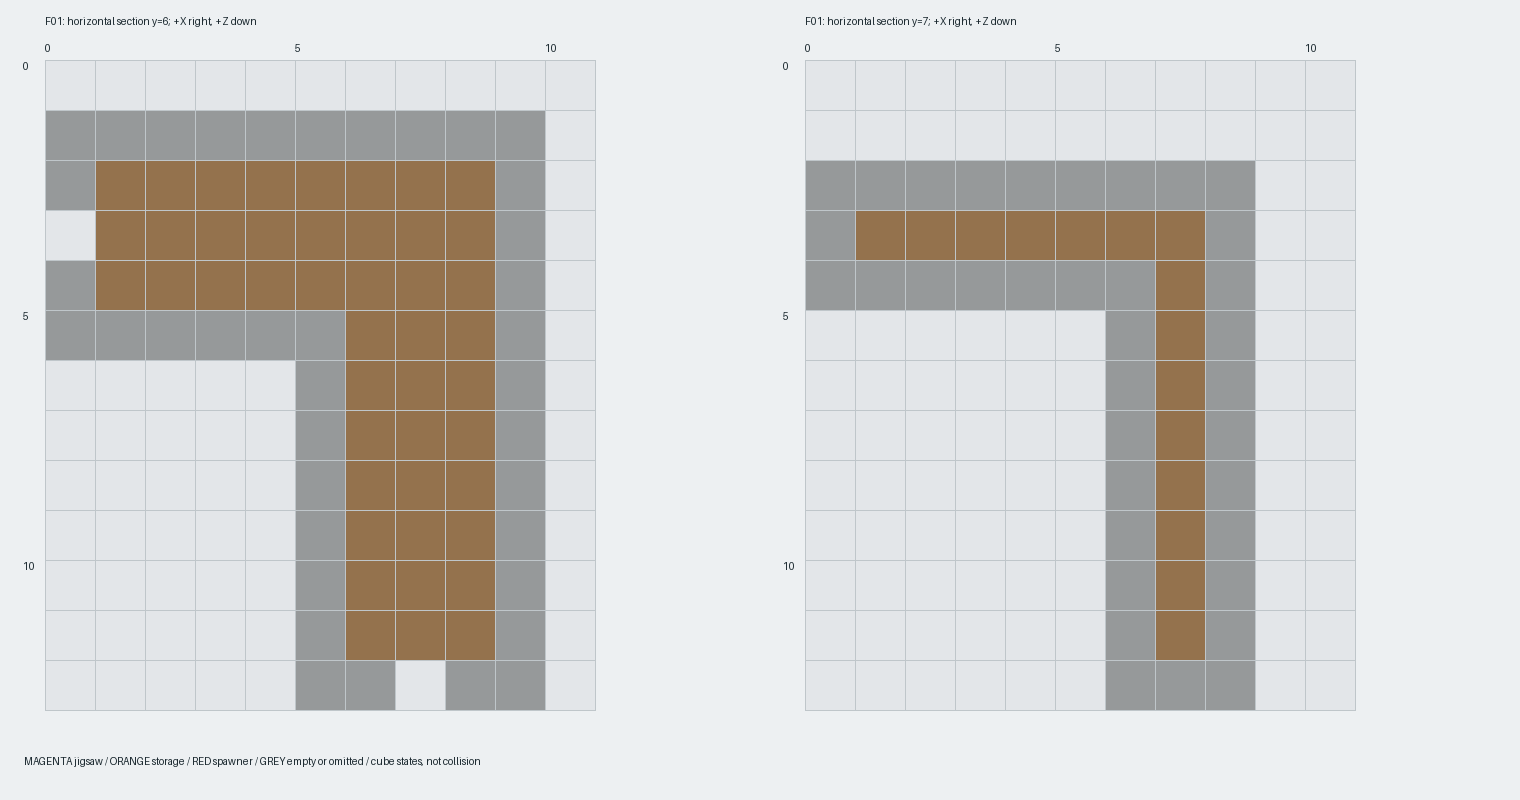 F01: horizontal section y=6; +X right, +Z down
F01: horizontal section y=7; +X right, +Z down
0 5 10
0 5 10
0
0
5
5
10
10
MAGENTA jigsaw / ORANGE storage / RED spawner / GREY empty or omitted / cube states, not collision